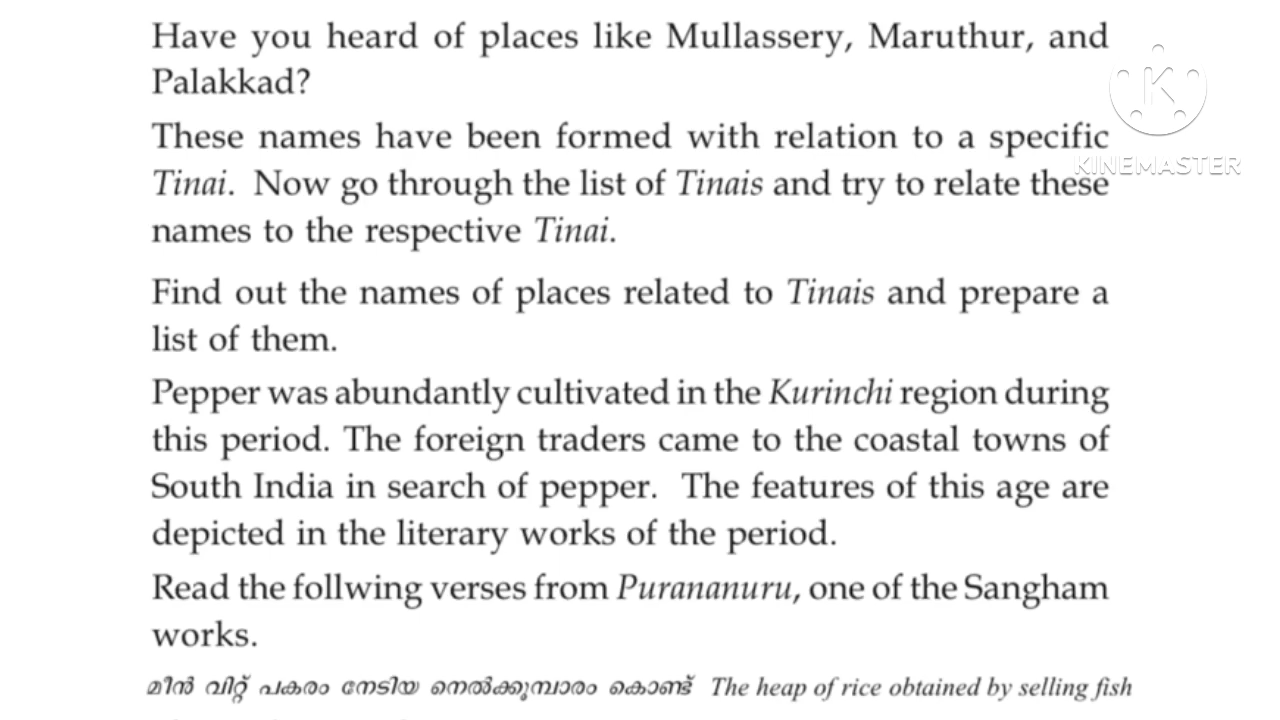 Have you heard of places like Mullassery, Maruthur, and
Palakkad?
These names have been formed with relation to a specific
Tinai. Now go through the list of Tinais and try to relate these
names to the respective Tinai.
Find out the names of places related to Tinais and prepare a
list of them.
Pepper was abundantly cultivated in the Kurinchi region during
this period. The foreign traders came to the coastal towns of
South India in search of pepper. The features of this age are
depicted in the literary works of the period.
Read the follwing verses from Purananuru, one of the Sangham
works.
മീൻ വിറ്റ് പകരം നേടിയ നെൽക്കൂമ്പാരം കൊണ്ട് The heap of rice obtained by selling fish
K
KINEMASTER